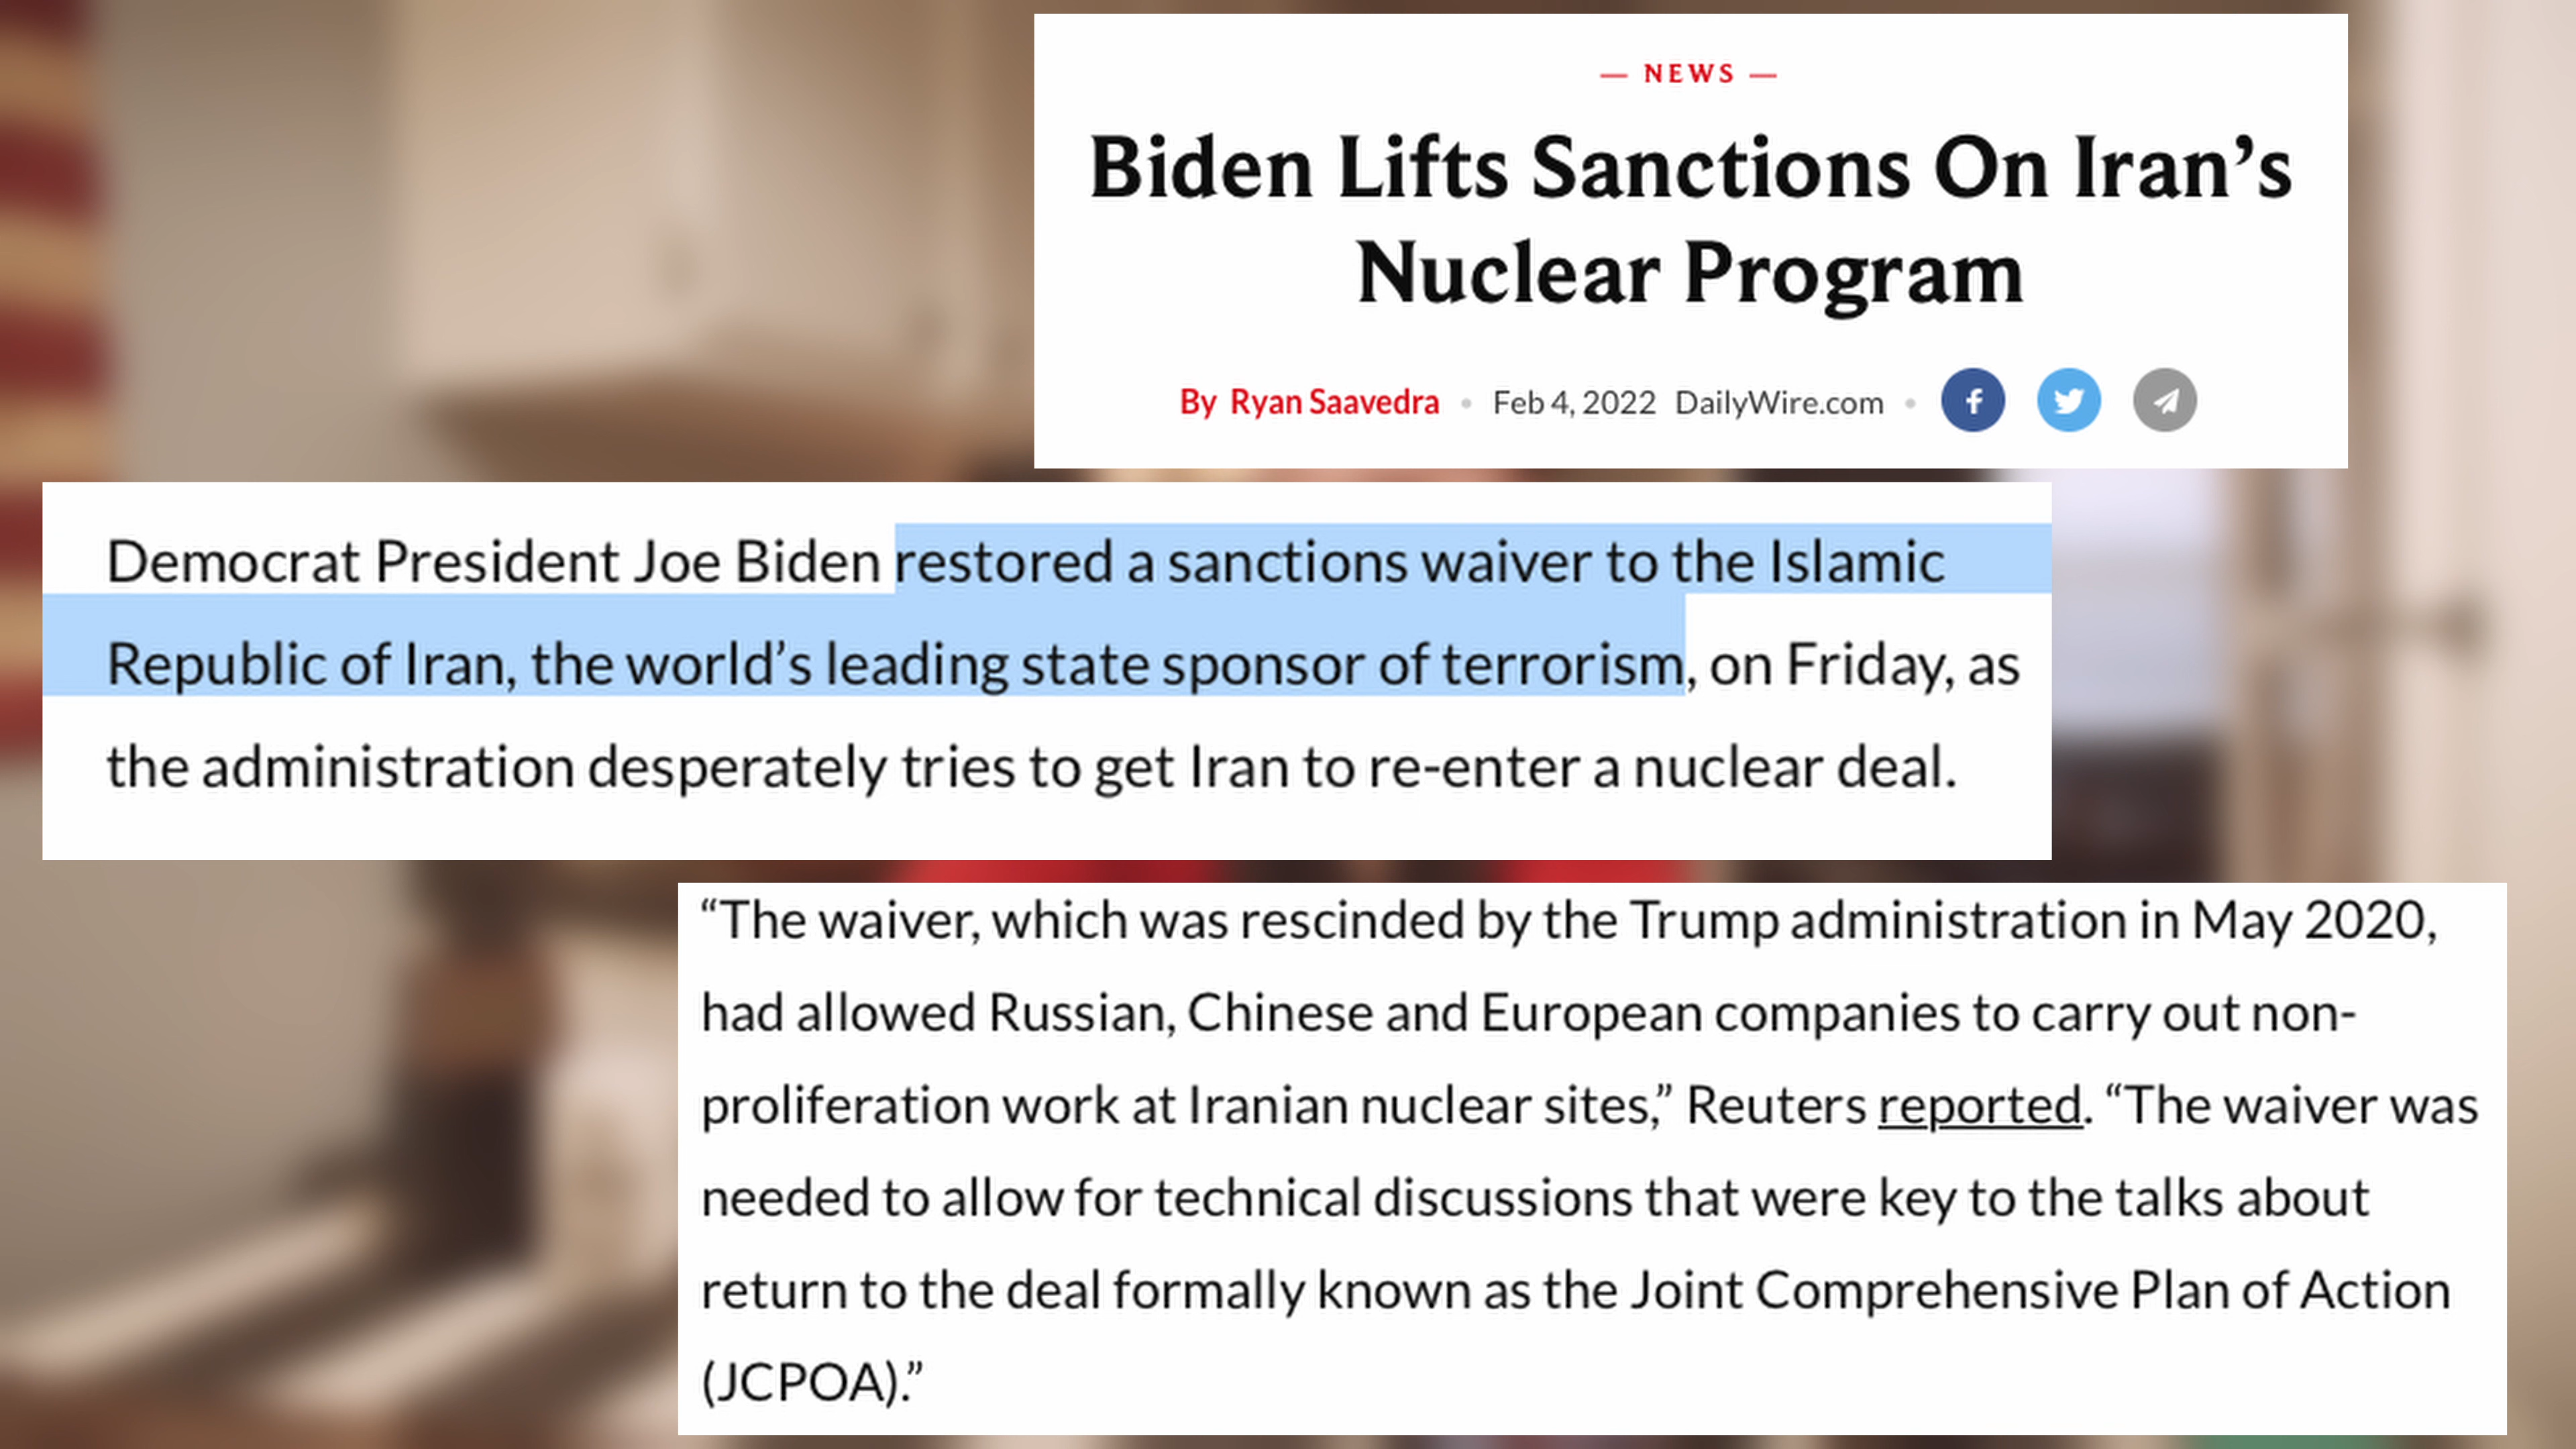 — NEWS —
Biden Lifts Sanctions On Iran’s
Nuclear Program
By Ryan Saavedra • Feb 4, 2022 DailyWire.com •
Democrat President Joe Biden restored a sanctions waiver to the Islamic
Republic of Iran, the world’s leading state sponsor of terrorism, on Friday, as
the administration desperately tries to get Iran to re-enter a nuclear deal.
“The waiver, which was rescinded by the Trump administration in May 2020,
had allowed Russian, Chinese and European companies to carry out non-
proliferation work at Iranian nuclear sites,” Reuters reported. “The waiver was
needed to allow for technical discussions that were key to the talks about
return to the deal formally known as the Joint Comprehensive Plan of Action
(JCPOA).”